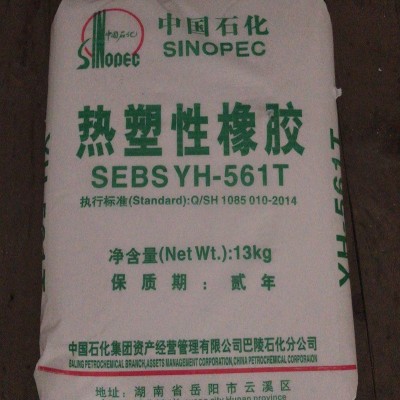 中国石化
SINOPEC
中国石化
SINOPEC
热塑性橡胶
SEBS YH-561T
执行标准(Standard):Q/SH 1085 010-2014
净含量(Net Wt.):13kg
保质期：贰年
中国石化集团资产经营管理有限公司巴陵石化分公司
BALING PETROCHEMICAL BRANCH, ASSETS MANAGEMENT CORPORATION, CHINA PETROCHEMICAL CORPORAION
地址：湖南省岳阳市云溪区
YH-561T